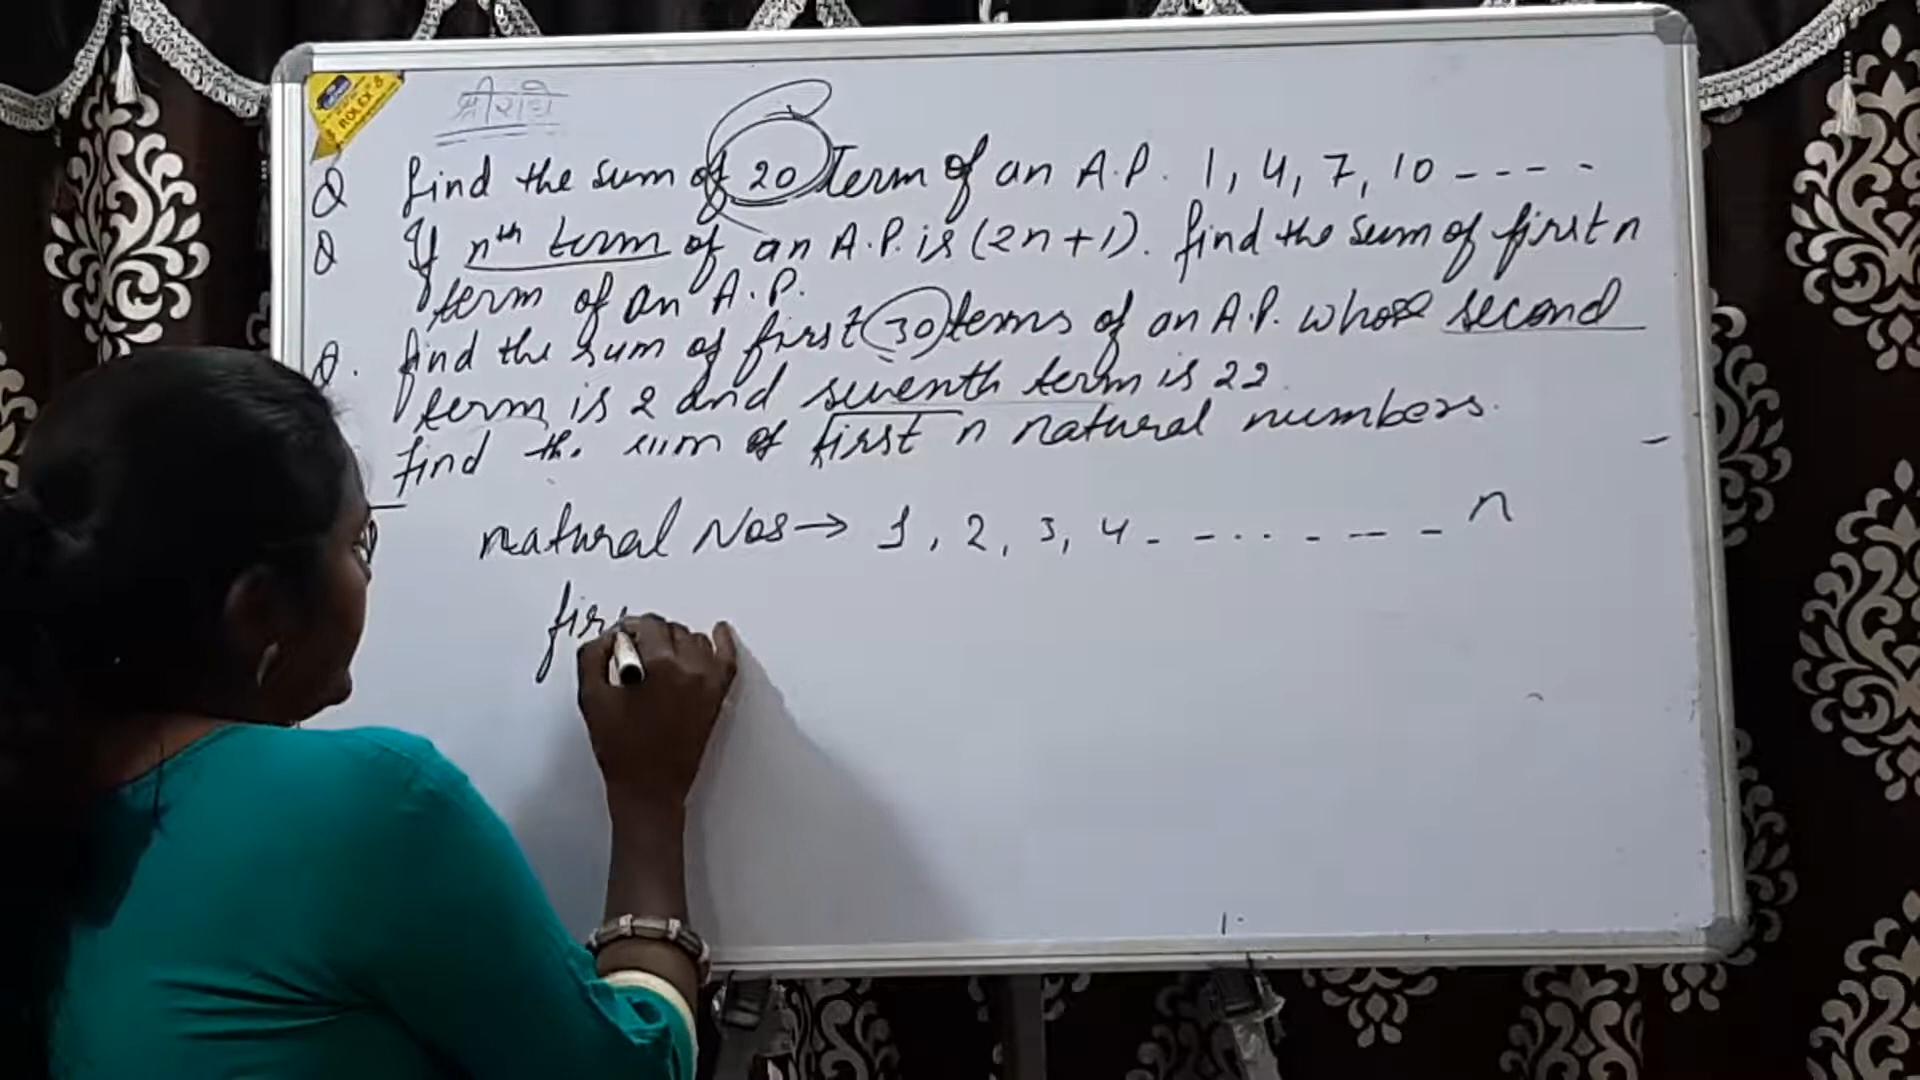 श्री राधे
ROLEX
Q find the sum of 20 term of an A.P. 1, 4, 7, 10 - - - -
Q If nth term of an A.P. is (2n+1). find the sum of first n
term of an A.P.
Q. find the sum of first 30 terms of an A.P. whose second
term is 2 and seventh term is 22.
find the sum of first n natural numbers.
natural Nos → 1, 2, 3, 4 - - - - - - - n
firs